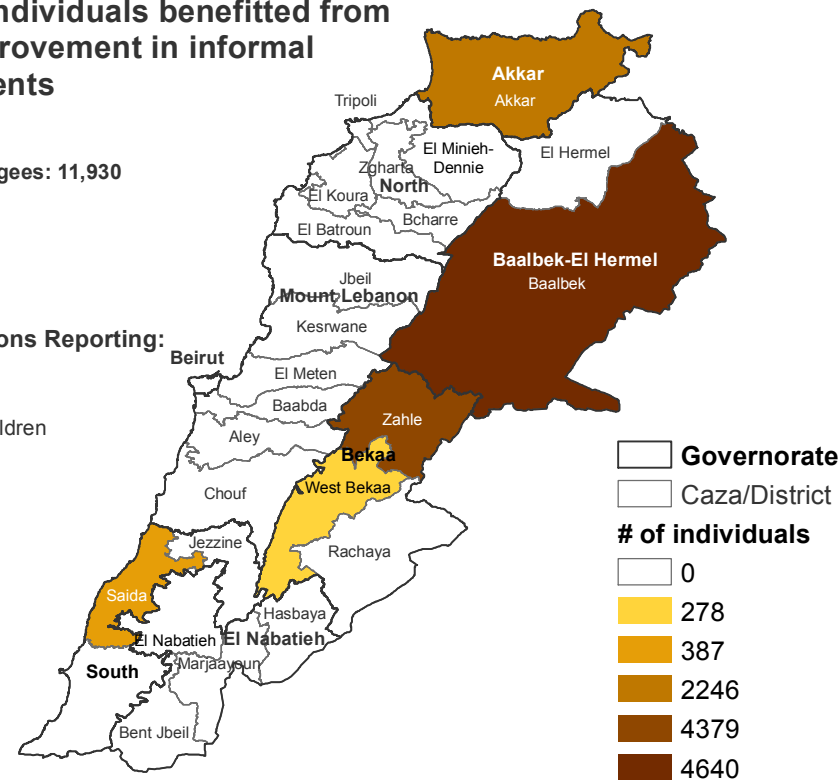 ndividuals benefitted from
rovement in informal
ents
gees: 11,930
ons Reporting:
ldren
Akkar
Akkar
Tripoli
El Minieh-
Dennie
El Hermel
Zgharta
North
El Koura
Bcharre
El Batroun
Baalbek-El Hermel
Baalbek
Jbeil
Mount Lebanon
Kesrwane
Beirut
El Meten
Baabda
Zahle
Aley
Bekaa
West Bekaa
Chouf
Jezzine
Rachaya
Saida
Hasbaya
El Nabatieh
El Nabatieh
South
Marjaayoun
Bent Jbeil
Governorate
Caza/District
# of individuals
0
278
387
2246
4379
4640